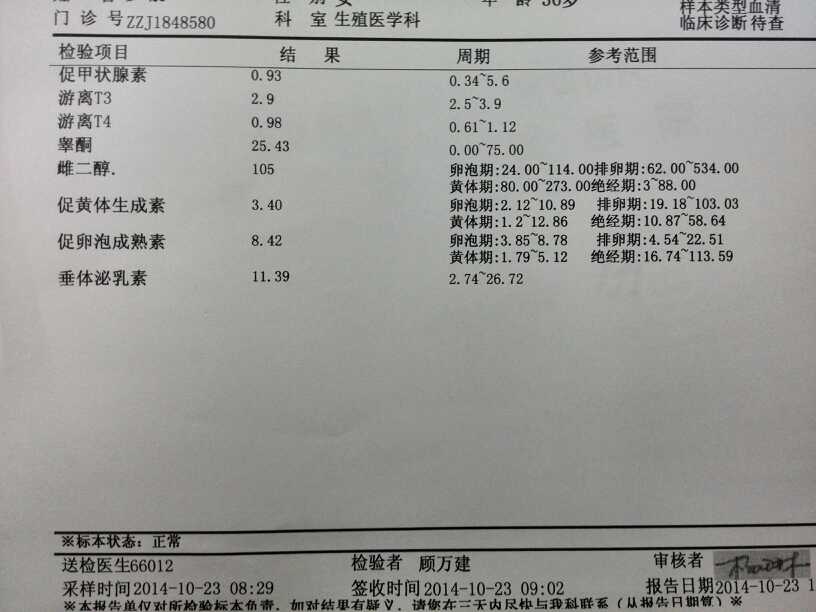 门 诊 号 ZZJ1848580 科 室 生殖医学科 样本类型血清
临床诊断 待查
检验项目 结 果 周期 参考范围
促甲状腺素 0.93 0.34~5.6
游离T3 2.9 2.5~3.9
游离T4 0.98 0.61~1.12
睾酮 25.43 0.00~75.00
雌二醇. 105 卵泡期:24.00~114.00排卵期:62.00~534.00
黄体期:80.00~273.00绝经期:3~88.00
促黄体生成素 3.40 卵泡期:2.12~10.89 排卵期:19.18~103.03
黄体期:1.2~12.86 绝经期:10.87~58.64
促卵泡成熟素 8.42 卵泡期:3.85~8.78 排卵期:4.54~22.51
黄体期:1.79~5.12 绝经期:16.74~113.59
垂体泌乳素 11.39 2.74~26.72
※标本状态: 正常
送检医生66012 检验者 顾万建 审核者
采样时间2014-10-23 08:29 签收时间2014-10-23 09:02 报告日期2014-10-23 1
※本报告单仅对所检验标本负责，如对结果有疑义，请您在三天内尽快与我科联系（从报告日期算）※